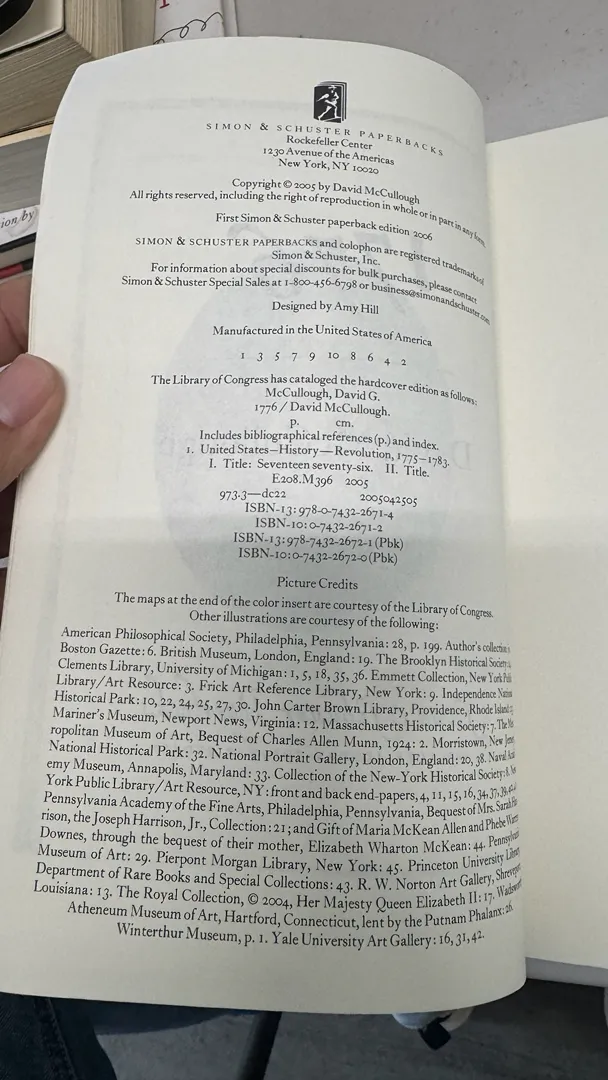 ion by
SIMON & SCHUSTER PAPERBACKS
Rockefeller Center
1230 Avenue of the Americas
New York, NY 10020
Copyright © 2005 by David McCullough
All rights reserved, including the right of reproduction in whole or in part in any form
First Simon & Schuster paperback edition 2006
SIMON & SCHUSTER PAPERBACKS and colophon are registered trademarks of
Simon & Schuster, Inc.
For information about special discounts for bulk purchases, please contact
Simon & Schuster Special Sales at 1-800-456-6798 or business@simonandschuster.com
Designed by Amy Hill
Manufactured in the United States of America
1 3 5 7 9 10 8 6 4 2
The Library of Congress has cataloged the hardcover edition as follows:
McCullough, David G.
1776 / David McCullough.
p. cm.
Includes bibliographical references (p.) and index.
1. United States—History—Revolution, 1775–1783.
I. Title: Seventeen seventy-six. II. Title.
E208.M396 2005
973.3—dc22 2005042505
ISBN-13: 978-0-7432-2671-4
ISBN-10: 0-7432-2671-2
ISBN-13: 978-7432-2672-1 (Pbk)
ISBN-10: 0-7432-2672-0 (Pbk)
Picture Credits
The maps at the end of the color insert are courtesy of the Library of Congress.
Other illustrations are courtesy of the following:
American Philosophical Society, Philadelphia, Pennsylvania: 28, p. 199. Author's collection:
Boston Gazette: 6. British Museum, London, England: 19. The Brooklyn Historical Society:
Clements Library, University of Michigan: 1, 5, 18, 35, 36. Emmett Collection, New York Public
Library/Art Resource: 3. Frick Art Reference Library, New York: 9. Independence National
Historical Park: 10, 22, 24, 25, 27, 30. John Carter Brown Library, Providence, Rhode Island:
Mariner's Museum, Newport News, Virginia: 12. Massachusetts Historical Society: 7. The Met-
ropolitan Museum of Art, Bequest of Charles Allen Munn, 1924: 2. Morristown, New Jersey,
National Historical Park: 32. National Portrait Gallery, London, England: 20, 38. Naval Acad-
emy Museum, Annapolis, Maryland: 33. Collection of the New-York Historical Society: 8. New
York Public Library/Art Resource, NY: front and back end-papers, 4, 11, 15, 16, 34, 37, 39,
Pennsylvania Academy of the Fine Arts, Philadelphia, Pennsylvania, Bequest of Mrs. Sarah
rison, the Joseph Harrison, Jr., Collection: 21; and Gift of Maria McKean Allen and Phebe Warren
Downes, through the bequest of their mother, Elizabeth Wharton McKean: 44. Pennsylvania
Museum of Art: 29. Pierpont Morgan Library, New York: 45. Princeton University Library
Department of Rare Books and Special Collections: 43. R. W. Norton Art Gallery, Shreveport,
Louisiana: 13. The Royal Collection, © 2004, Her Majesty Queen Elizabeth II: 17. Wadsworth
Atheneum Museum of Art, Hartford, Connecticut, lent by the Putnam Phalanx: 26.
Winterthur Museum, p. 1. Yale University Art Gallery: 16, 31, 42.